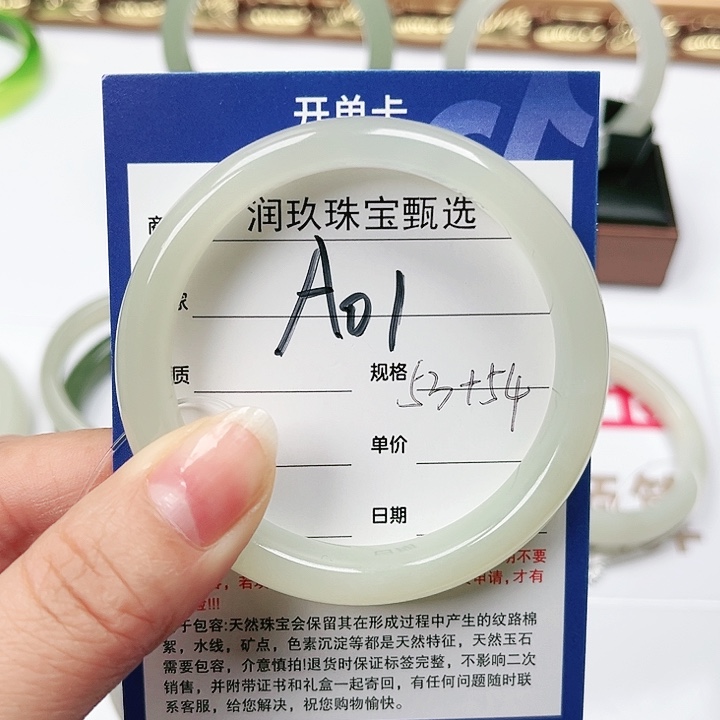 开单卡
润玖珠宝甄选
A01
质
规格 53+54
单价
日期
不要
申请,才有
!!!
于包容:天然珠宝会保留其在形成过程中产生的纹路棉
絮，水线，矿点，色素沉淀等都是天然特征，天然玉石
需要包容，介意慎拍!退货时保证标签完整，不影响二次
销售，并附带证书和礼盒一起寄回，有任何问题随时联
系客服，给您解决，祝您购物愉快。